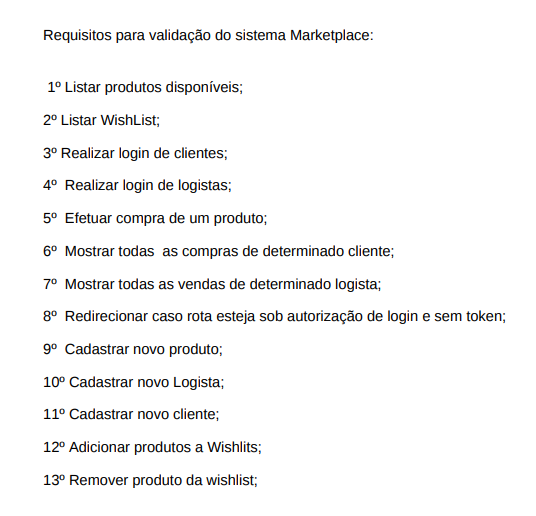 Requisitos para validação do sistema Marketplace:
1º Listar produtos disponíveis;
2º Listar WishList;
3º Realizar login de clientes;
4º Realizar login de logistas;
5º Efetuar compra de um produto;
6º Mostrar todas as compras de determinado cliente;
7º Mostrar todas as vendas de determinado logista;
8º Redirecionar caso rota esteja sob autorização de login e sem token;
9º Cadastrar novo produto;
10º Cadastrar novo Logista;
11º Cadastrar novo cliente;
12º Adicionar produtos a Wishlits;
13º Remover produto da wishlist;